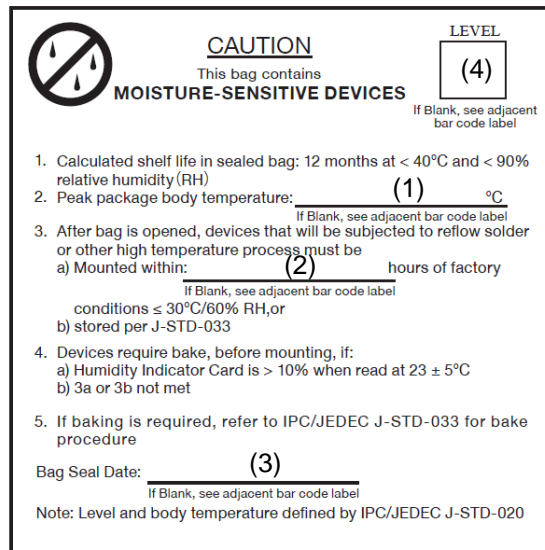 CAUTION
This bag contains
MOISTURE-SENSITIVE DEVICES
LEVEL
(4)
If Blank, see adjacent
bar code label
1. Calculated shelf life in sealed bag: 12 months at < 40°C and < 90%
relative humidity (RH)
2. Peak package body temperature: (1) °C
If Blank, see adjacent bar code label
3. After bag is opened, devices that will be subjected to reflow solder
or other high temperature process must be
a) Mounted within: (2) hours of factory
If Blank, see adjacent bar code label
conditions ≤ 30°C/60% RH,or
b) stored per J-STD-033
4. Devices require bake, before mounting, if:
a) Humidity Indicator Card is > 10% when read at 23 ± 5°C
b) 3a or 3b not met
5. If baking is required, refer to IPC/JEDEC J-STD-033 for bake
procedure
Bag Seal Date: (3)
If Blank, see adjacent bar code label
Note: Level and body temperature defined by IPC/JEDEC J-STD-020